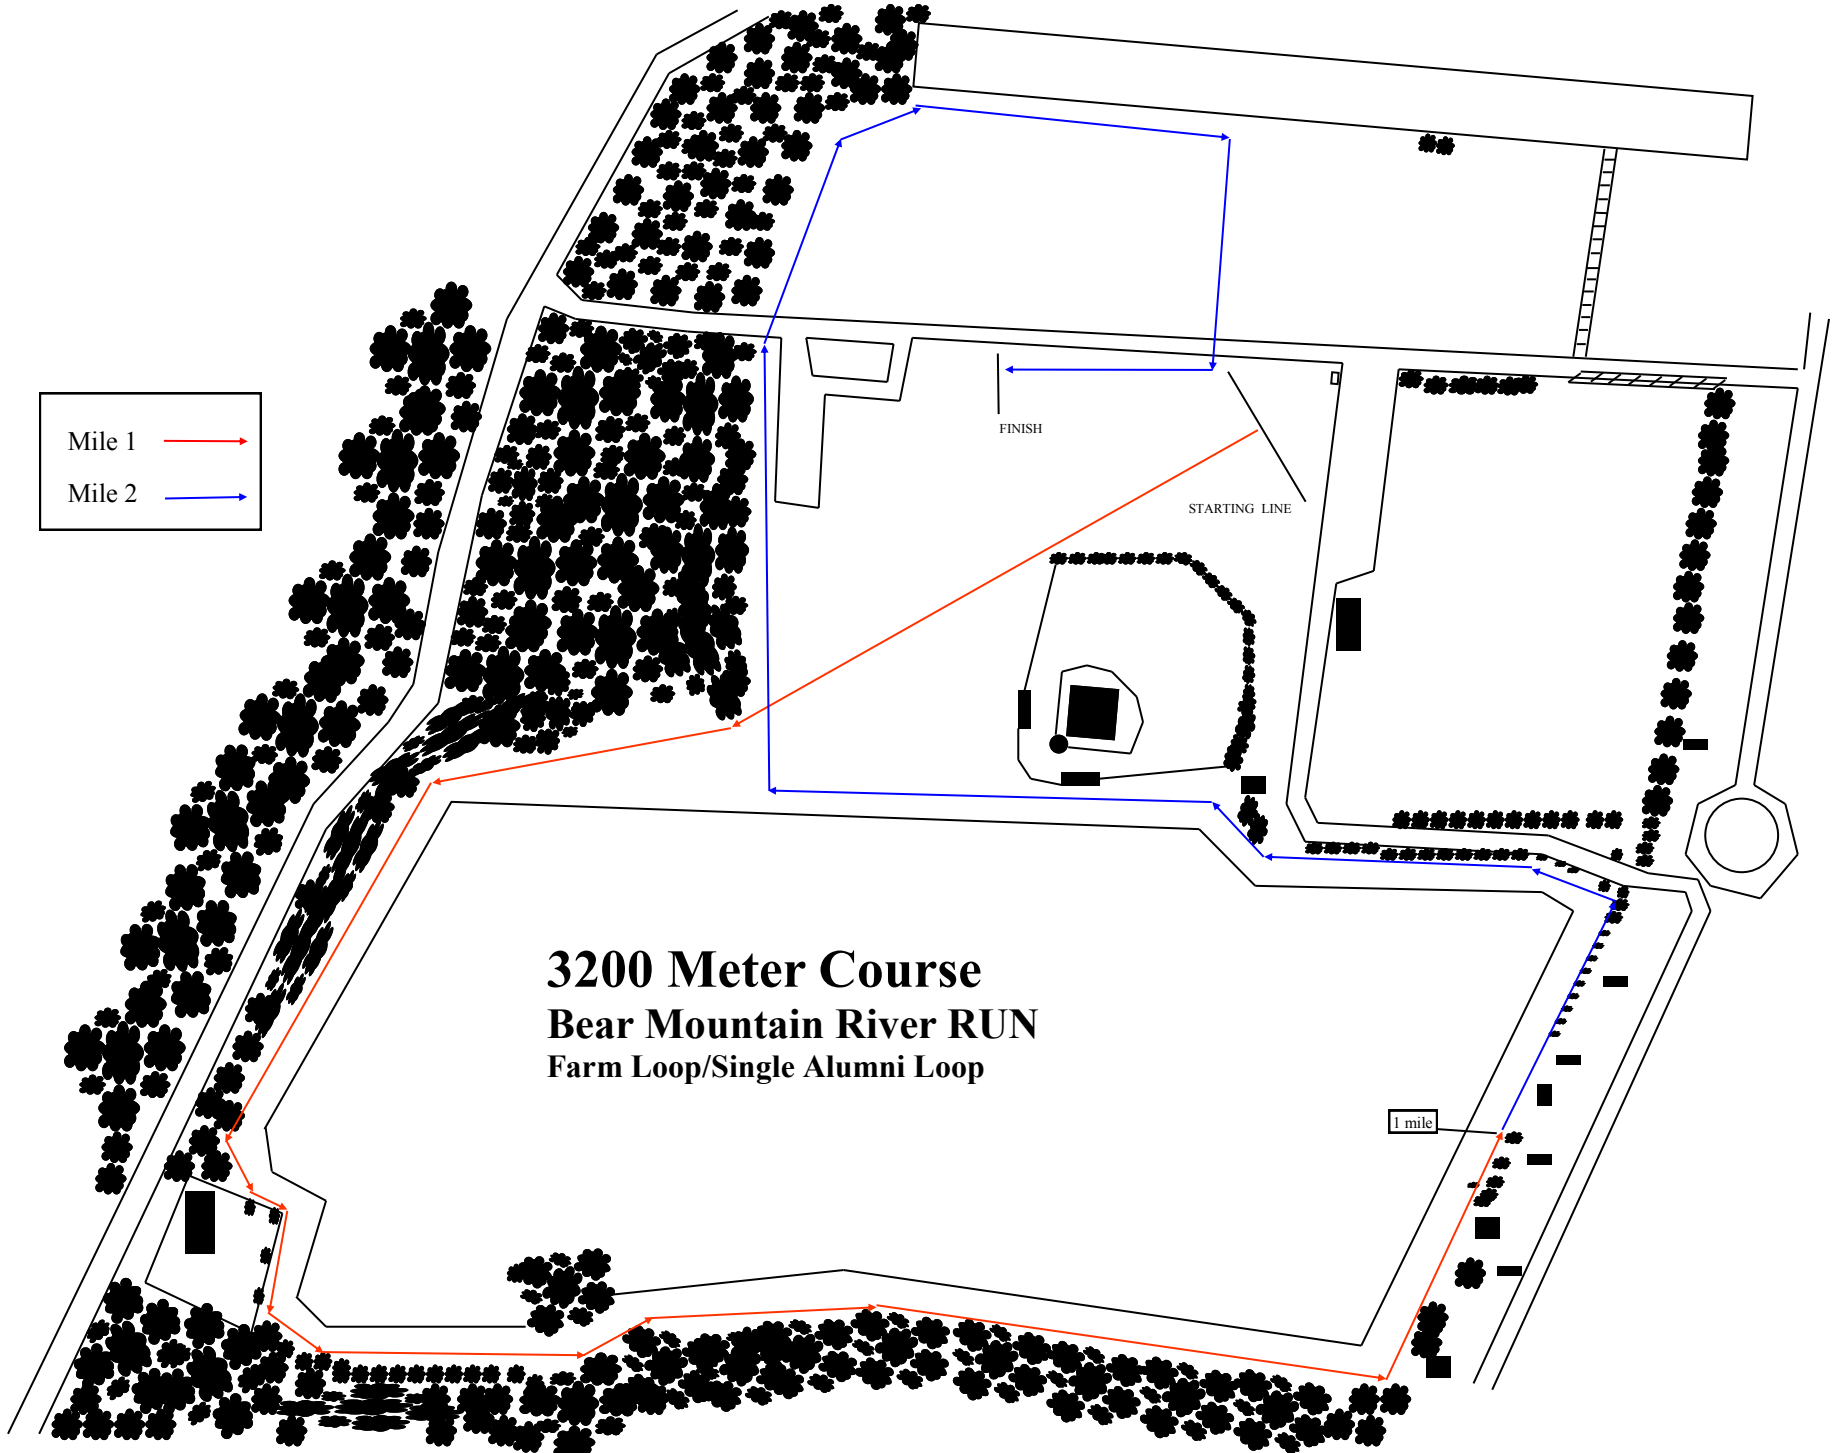 Mile 1
Mile 2
FINISH
STARTING LINE
3200 Meter Course
Bear Mountain River RUN
Farm Loop/Single Alumni Loop
1 mile